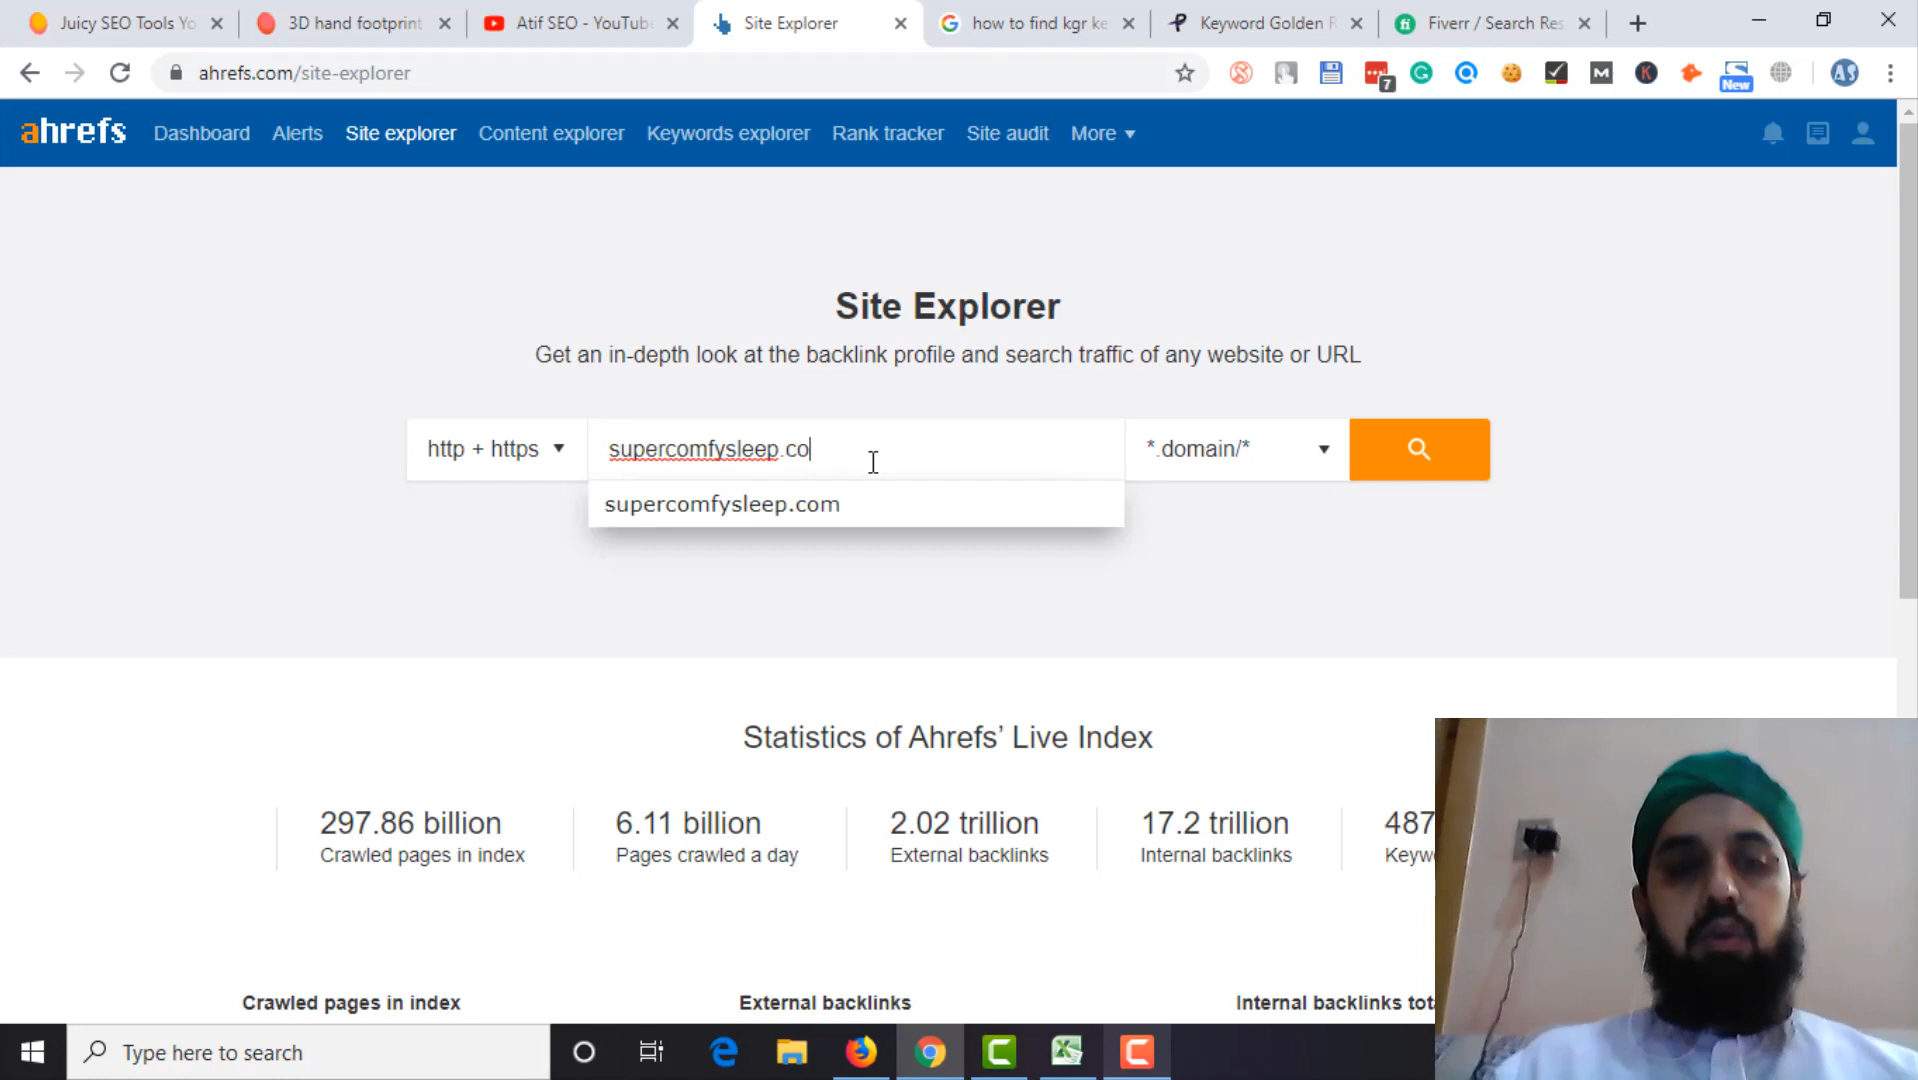 Juicy SEO Tools Yo
3D hand footprint
Atif SEO - YouTube
Site Explorer
how to find kgr ke
Keyword Golden R
Fiverr / Search Res
ahrefs.com/site-explorer
7
New
AS
ahrefs
Dashboard
Alerts
Site explorer
Content explorer
Keywords explorer
Rank tracker
Site audit
More
Site Explorer
Get an in-depth look at the backlink profile and search traffic of any website or URL
http + https
supercomfysleep.co
*.domain/*
supercomfysleep.com
Statistics of Ahrefs’ Live Index
297.86 billion
Crawled pages in index
6.11 billion
Pages crawled a day
2.02 trillion
External backlinks
17.2 trillion
Internal backlinks
487
Keyw
Crawled pages in index
External backlinks
Internal backlinks tot
Type here to search